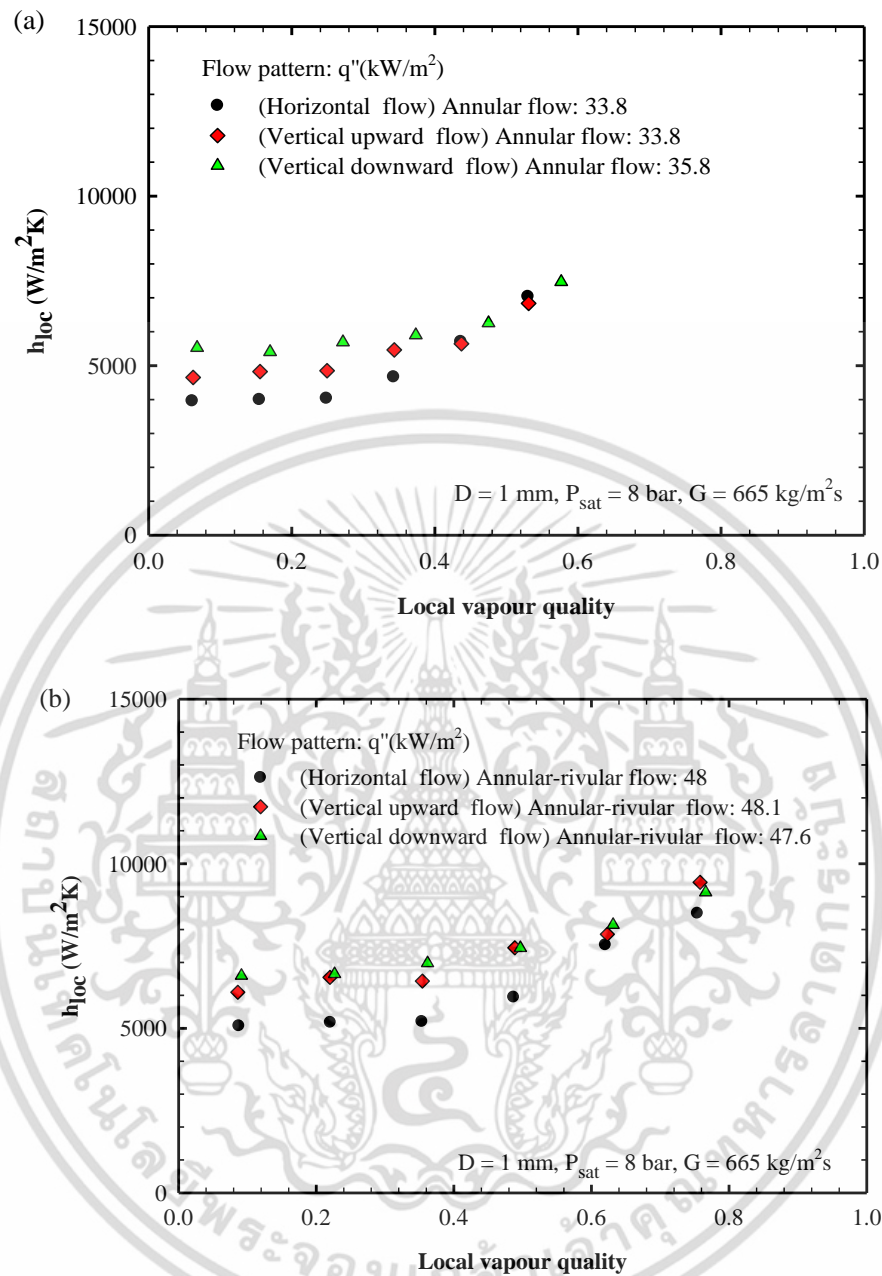 (a)
15000
Flow pattern: q"(kW/m²)
(Horizontal flow) Annular flow: 33.8
(Vertical upward flow) Annular flow: 33.8
(Vertical downward flow) Annular flow: 35.8
10000
h_loc (W/m²K)
5000
D = 1 mm, P_sat = 8 bar, G = 665 kg/m²s
0
0.0 0.2 0.4 0.6 0.8 1.0
Local vapour quality
(b)
15000
Flow pattern: q"(kW/m²)
(Horizontal flow) Annular-rivular flow: 48
(Vertical upward flow) Annular-rivular flow: 48.1
(Vertical downward flow) Annular-rivular flow: 47.6
10000
h_loc (W/m²K)
5000
D = 1 mm, P_sat = 8 bar, G = 665 kg/m²s
0
0.0 0.2 0.4 0.6 0.8 1.0
Local vapour quality